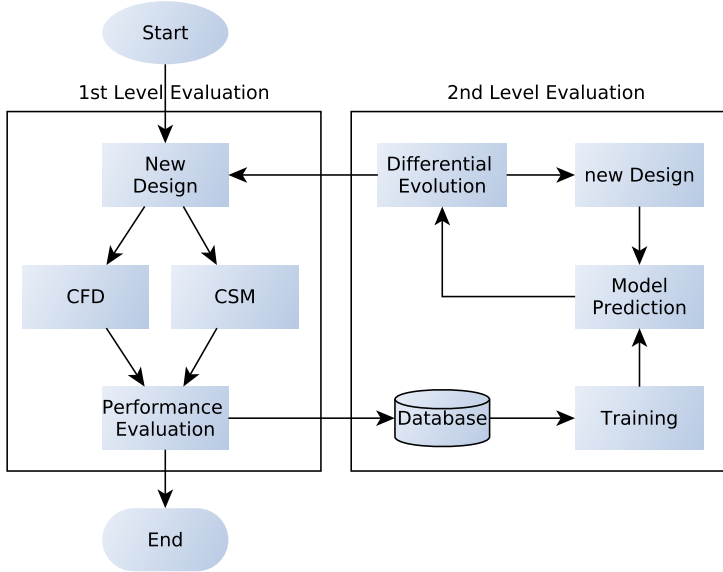 Start
1st Level Evaluation
2nd Level Evaluation
New
Design
Differential
Evolution
new Design
CFD
CSM
Model
Prediction
Performance
Evaluation
Database
Training
End